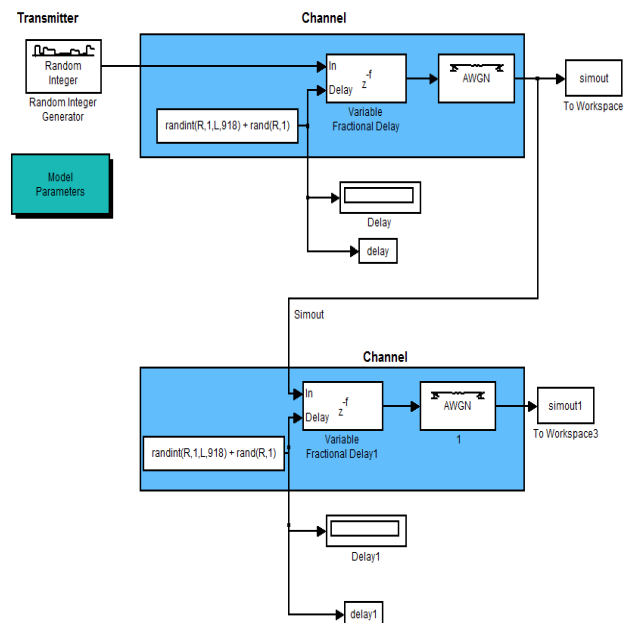 Transmitter
Channel
Random
Integer
Random Integer
Generator
In
Delay
-f
z
Variable
Fractional Delay
AWGN
simout
To Workspace
randint(R,1,L,918) + rand(R,1)
Model
Parameters
Delay
delay
Simout
Channel
In
Delay
-f
z
Variable
Fractional Delay1
AWGN
1
simout1
To Workspace3
randint(R,1,L,918) + rand(R,1)
Delay1
delay1